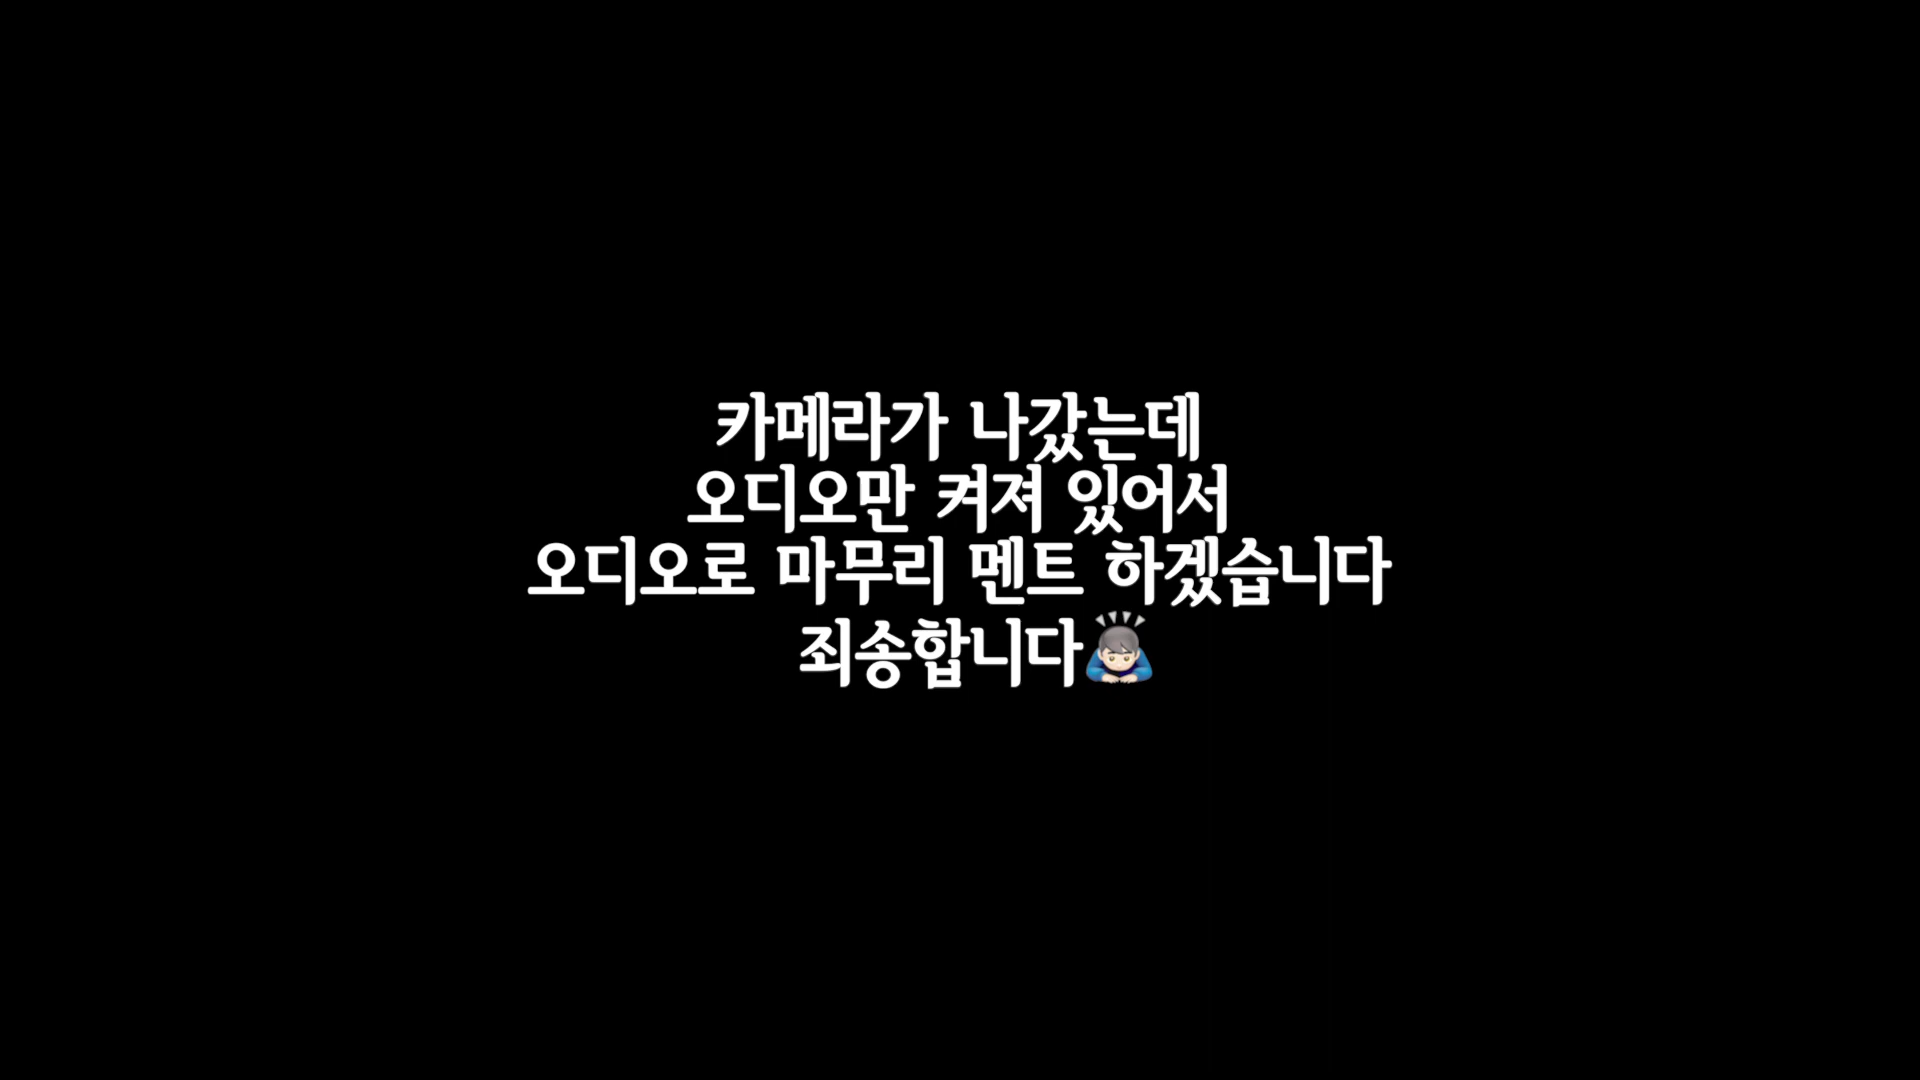 카메라가 나갔는데
오디오만 켜져 있어서
오디오로 마무리 멘트 하겠습니다
죄송합니다🙇🏻‍♂️